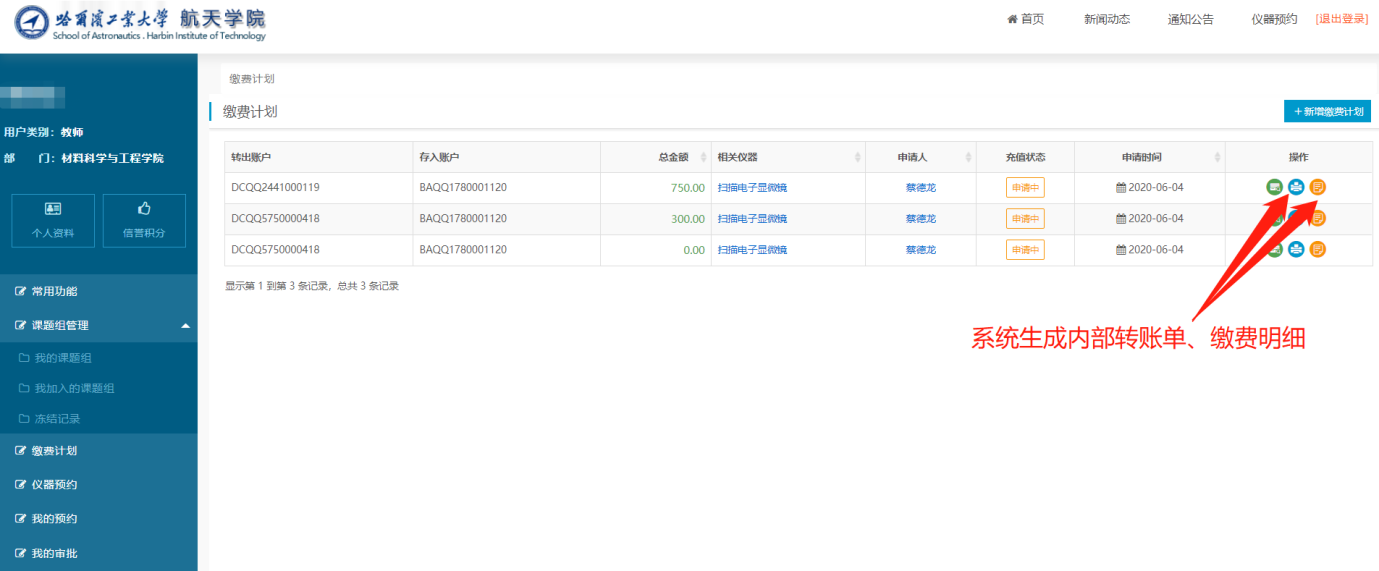 哈尔滨工业大学 航天学院
School of Astronautics . Harbin Institute of Technology
首页 新闻动态 通知公告 仪器预约 [退出登录]
用户类别：教师
部 门：材料科学与工程学院
个人资料 信誉积分
常用功能
课题组管理
我的课题组
我加入的课题组
冻结记录
缴费计划
仪器预约
我的预约
我的审批
缴费计划
缴费计划
+新增缴费计划
转出账户 存入账户 总金额 相关仪器 申请人 充值状态 申请时间 操作
DCQQ2441000119 BAQQ1780001120 750.00 扫描电子显微镜 蔡德龙 申请中 2020-06-04
DCQQ5750000418 BAQQ1780001120 300.00 扫描电子显微镜 蔡德龙 申请中 2020-06-04
DCQQ5750000418 BAQQ1780001120 0.00 扫描电子显微镜 蔡德龙 申请中 2020-06-04
显示第 1 到第 3 条记录，总共 3 条记录
系统生成内部转账单、缴费明细